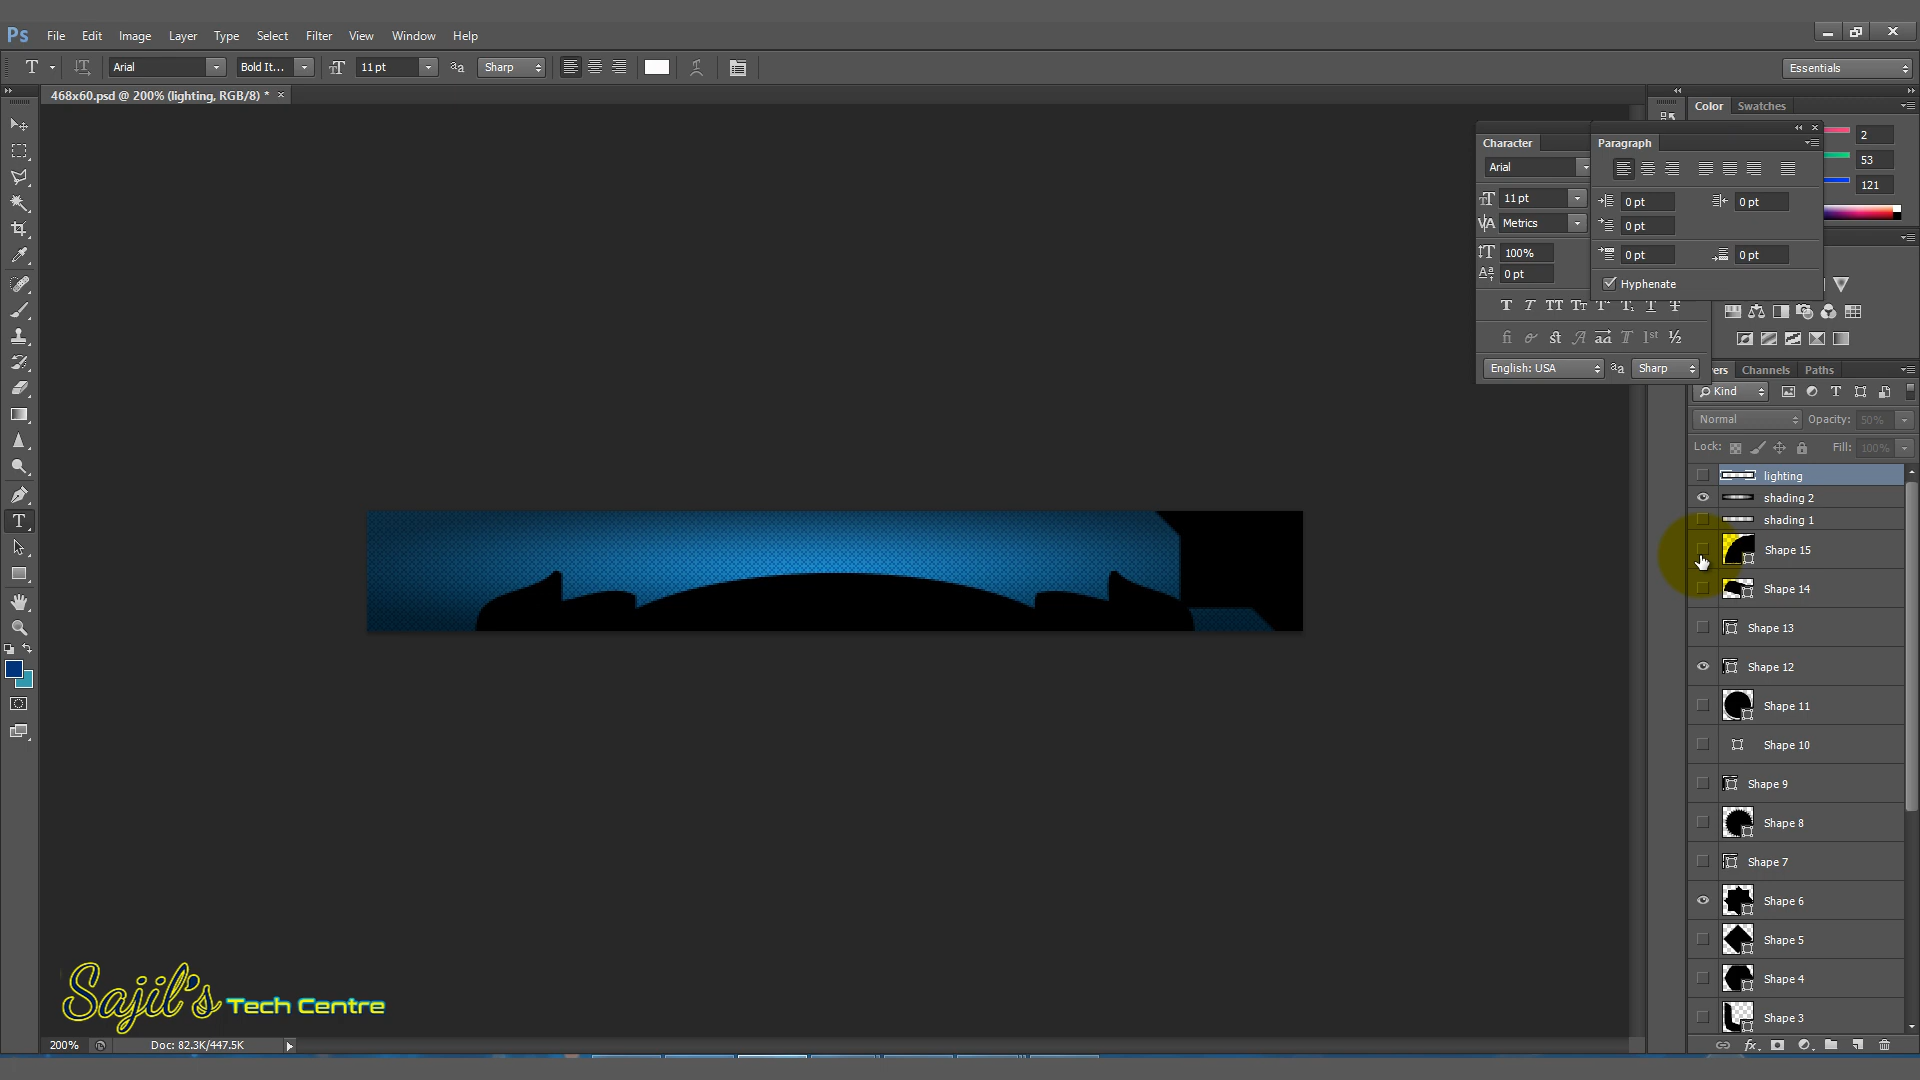 Ps File Edit Image Layer Type Select Filter View Window Help
T Arial Bold It... 11 pt Sharp Essentials
468x60.psd @ 200% (lighting, RGB/8) * ×
Color Swatches
2
53
121
Character
Arial
11 pt
Metrics
100%
0 pt
English: USA Sharp
Paragraph
0 pt 0 pt
0 pt
0 pt 0 pt
Hyphenate
Layers Channels Paths
Kind
Normal Opacity: 50%
Lock: Fill: 100%
lighting
shading 2
shading 1
Shape 15
Shape 14
Shape 13
Shape 12
Shape 11
Shape 10
Shape 9
Shape 8
Shape 7
Shape 6
Shape 5
Shape 4
Shape 3
Sajil's Tech Centre
200% Doc: 82.3K/447.5K